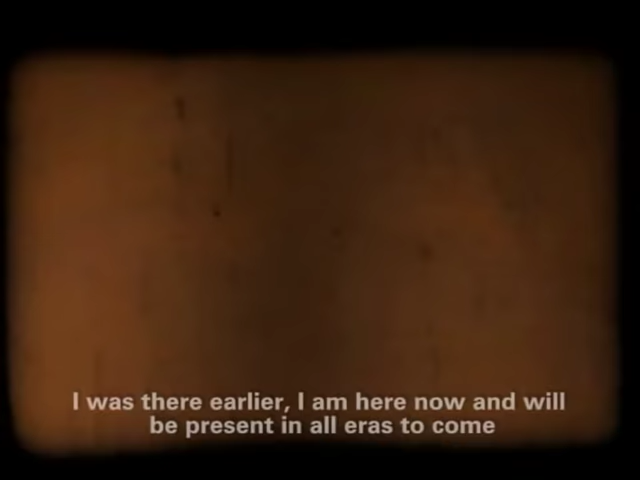 I was there earlier, I am here now and will
be present in all eras to come